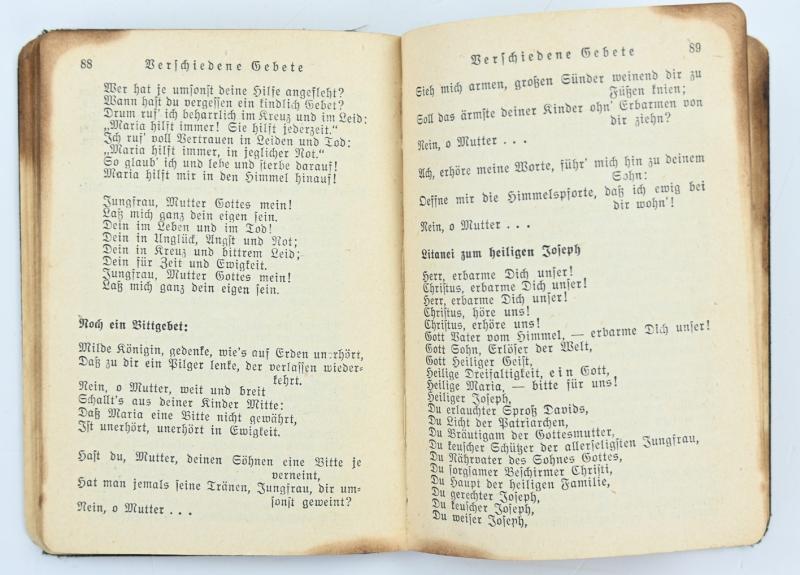 88 Verschiedene Gebete
Wer hat je umsonst deine Hilfe angefleht?
Wann hast du vergessen ein kindlich Gebet?
Drum ruf' ich beharrlich im Kreuz und im Leid:
„Maria hilft immer! Sie hilft jederzeit."
Ich ruf' voll Vertrauen in Leiden und Tod:
„Maria hilft immer, in jeglicher Not."
So glaub' ich und lebe und sterbe darauf!
Maria hilft mir in den Himmel hinauf!
Jungfrau, Mutter Gottes mein!
Laß mich ganz dein eigen sein.
Dein im Leben und im Tod!
Dein in Unglück, Angst und Not;
Dein in Kreuz und bittrem Leid;
Dein für Zeit und Ewigkeit.
Jungfrau, Mutter Gottes mein!
Laß mich ganz dein eigen sein.
Noch ein Bittgebet:
Milde Königin, gedenke, wie's auf Erden unerhört,
Daß zu dir ein Pilger lenke, der verlassen wieder-
kehrt.
Nein, o Mutter, weit und breit
Schallt's aus deiner Kinder Mitte:
Daß Maria eine Bitte nicht gewährt,
Ist unerhört, unerhört in Ewigkeit.
Hast du, Mutter, deinen Söhnen eine Bitte je
verneint,
Hat man jemals seine Tränen, Jungfrau, dir um-
sonst geweint?
Nein, o Mutter . . .
Verschiedene Gebete 89
Sieh mich armen, großen Sünder weinend dir zu
Füßen knien;
Soll das ärmste deiner Kinder ohn' Erbarmen von
dir ziehn?
Nein, o Mutter . . .
Ach, erhöre meine Worte, führ' mich hin zu deinem
Sohn:
Oeffne mir die Himmelspforte, daß ich ewig bei
dir wohn'!
Nein, o Mutter . . .
Litanei zum heiligen Joseph
Herr, erbarme Dich unser!
Christus, erbarme Dich unser!
Herr, erbarme Dich unser!
Christus, höre uns!
Christus, erhöre uns!
Gott Vater vom Himmel, — erbarme Dich unser!
Gott Sohn, Erlöser der Welt,
Gott Heiliger Geist,
Heilige Dreifaltigkeit, ein Gott,
Heilige Maria, — bitte für uns!
Heiliger Joseph,
Du erlauchter Sproß Davids,
Du Licht der Patriarchen,
Du Bräutigam der Gottesmutter,
Du keuscher Schützer der allerseligsten Jungfrau,
Du Nährvater des Sohnes Gottes,
Du sorgsamer Beschirmer Christi,
Du Haupt der heiligen Familie,
Du gerechter Joseph,
Du keuscher Joseph,
Du weiser Joseph,